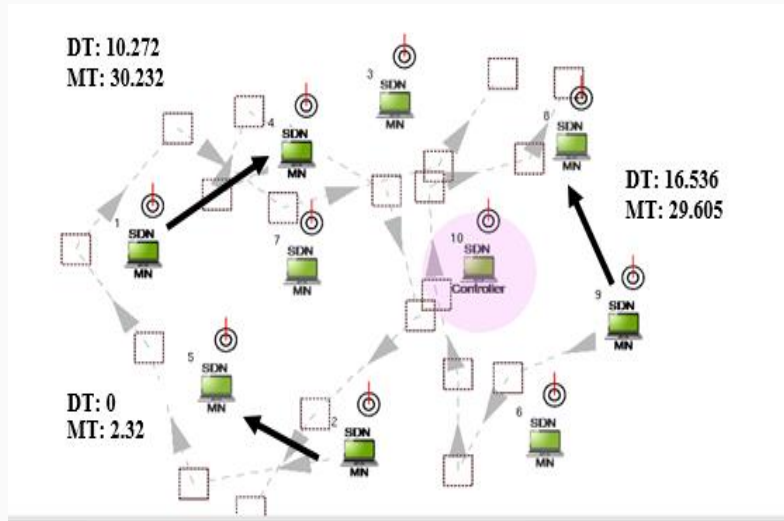 DT: 10.272
MT: 30.232
3
SDN
MN
4
SDN
MN
8
SDN
MN
DT: 16.536
MT: 29.605
1
SDN
MN
7
SDN
MN
10
SDN
Controller
9
SDN
MN
5
SDN
MN
DT: 0
MT: 2.32
2
SDN
MN
6
SDN
MN